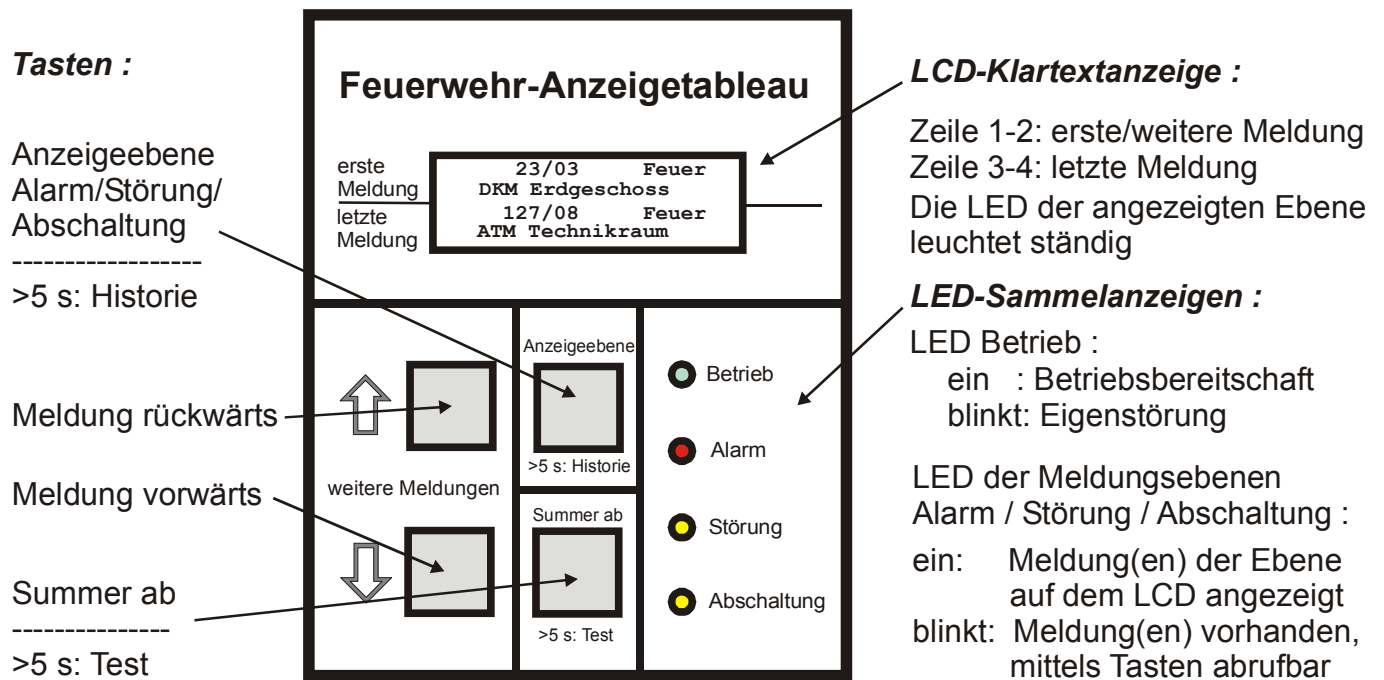 Tasten :
Anzeigeebene
Alarm/Störung/
Abschaltung
------------------
>5 s: Historie
Meldung rückwärts
Meldung vorwärts
Summer ab
---------------
>5 s: Test
Feuerwehr-Anzeigetableau
erste
Meldung
letzte
Meldung
23/03 Feuer
DKM Erdgeschoss
127/08 Feuer
ATM Technikraum
weitere Meldungen
Anzeigeebene
>5 s: Historie
Summer ab
>5 s: Test
Betrieb
Alarm
Störung
Abschaltung
LCD-Klartextanzeige :
Zeile 1-2: erste/weitere Meldung
Zeile 3-4: letzte Meldung
Die LED der angezeigten Ebene
leuchtet ständig
LED-Sammelanzeigen :
LED Betrieb :
ein : Betriebsbereitschaft
blinkt: Eigenstörung
LED der Meldungsebenen
Alarm / Störung / Abschaltung :
ein: Meldung(en) der Ebene
auf dem LCD angezeigt
blinkt: Meldung(en) vorhanden,
mittels Tasten abrufbar